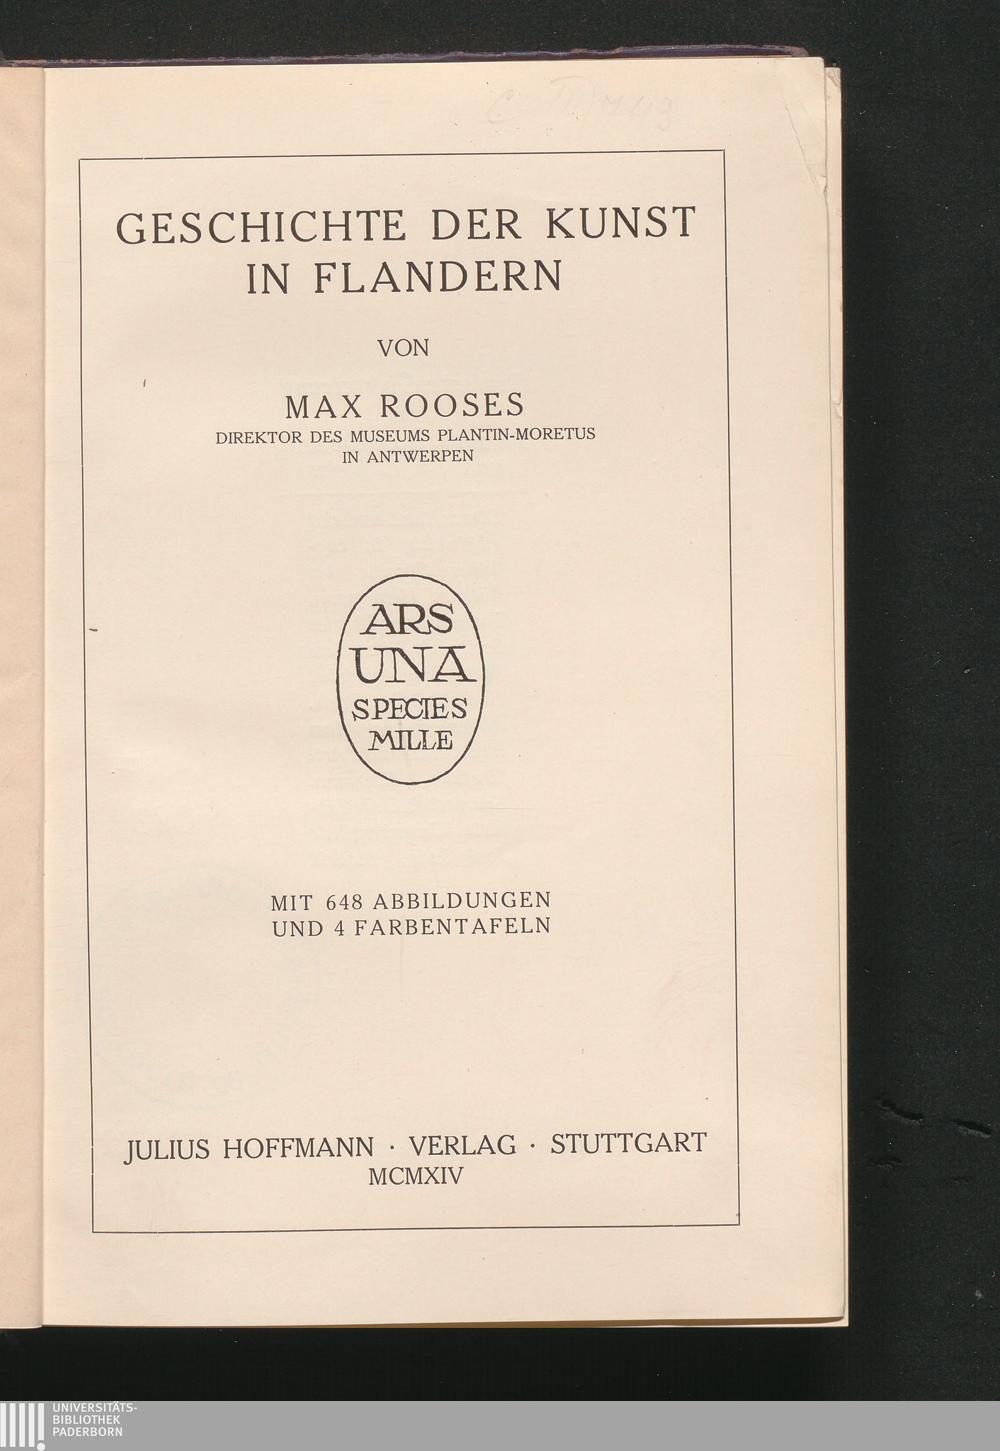 GESCHICHTE DER KUNST
IN FLANDERN
VON
MAX ROOSES
DIREKTOR DES MUSEUMS PLANTIN-MORETUS
IN ANTWERPEN
ARS
UNA
SPECIES
MILLE
MIT 648 ABBILDUNGEN
UND 4 FARBENTAFELN
JULIUS HOFFMANN · VERLAG · STUTTGART
MCMXIV
UNIVERSITÄTS-
BIBLIOTHEK
PADERBORN